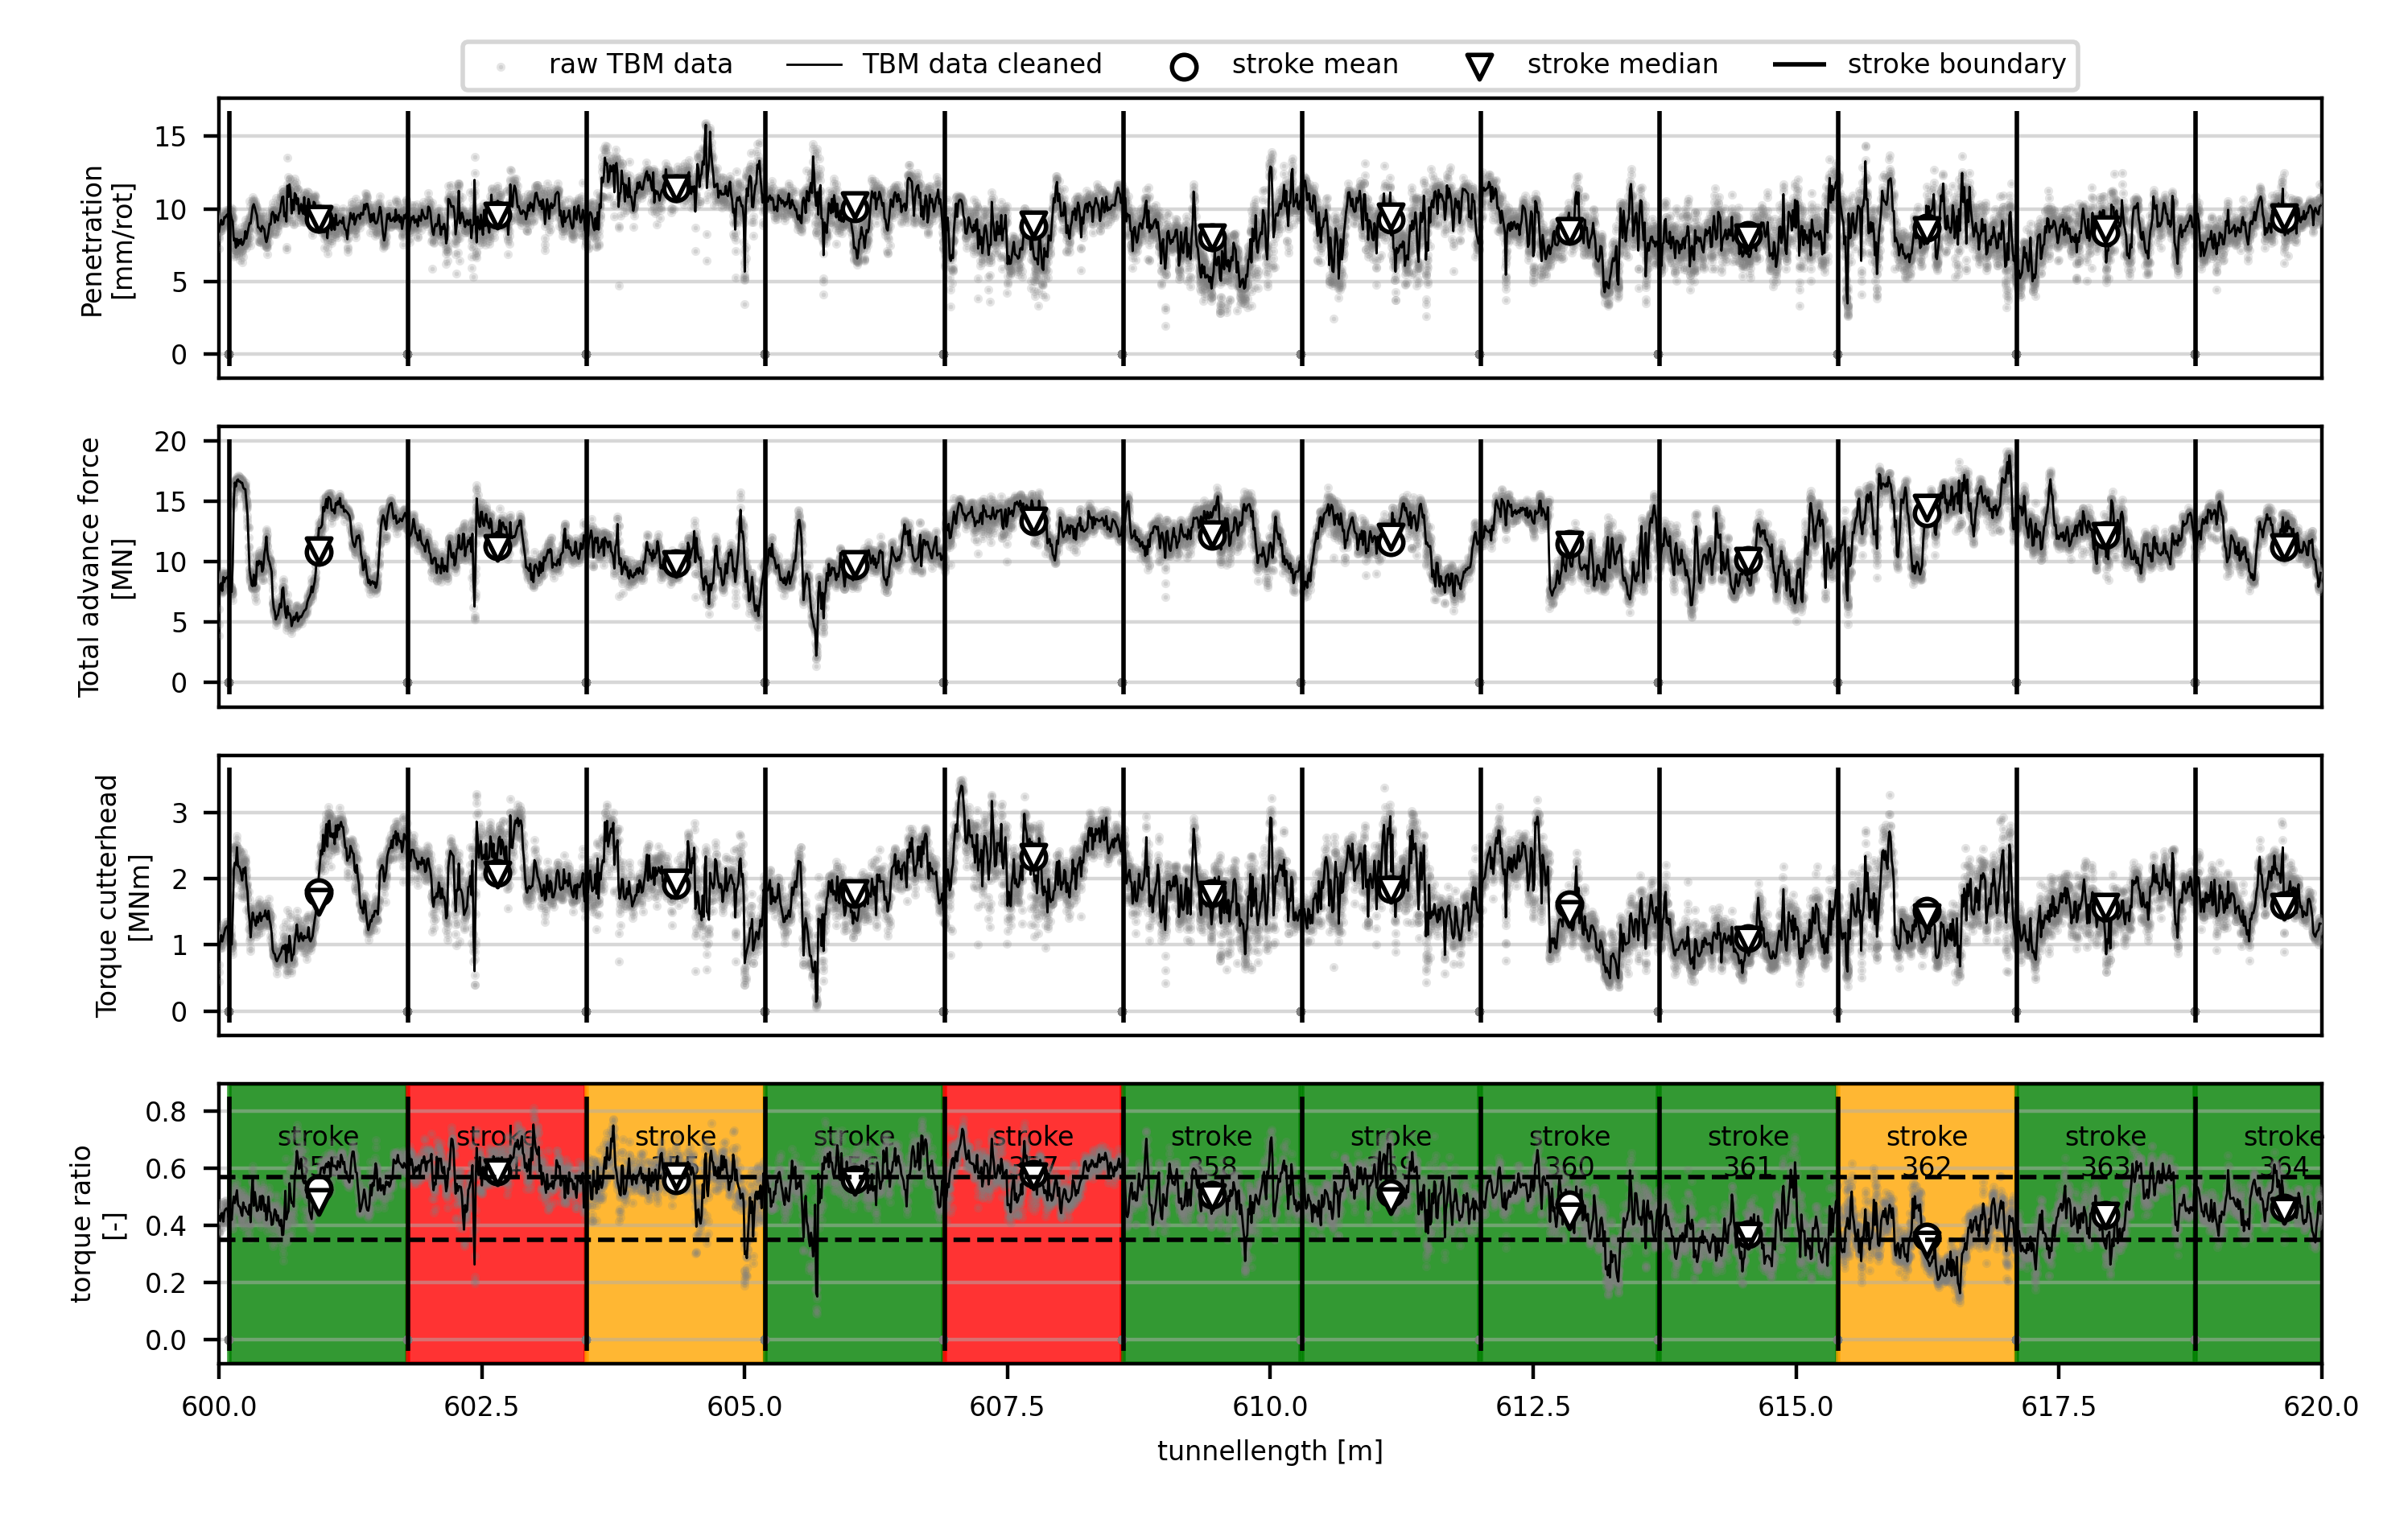 raw TBM data TBM data cleaned stroke mean stroke median stroke boundary
Penetration
[mm/rot]
15
10
5
0
Total advance force
[MN]
20
15
10
5
0
Torque cutterhead
[MNm]
3
2
1
0
torque ratio
[-]
0.8
0.6
0.4
0.2
0.0
stroke stroke stroke stroke stroke stroke stroke stroke stroke stroke stroke stroke
358 360 361 362 363 364
600.0 602.5 605.0 607.5 610.0 612.5 615.0 617.5 620.0
tunnellength [m]